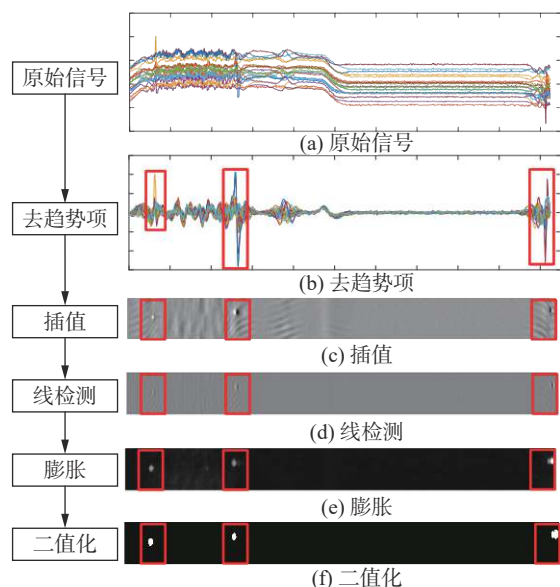 原始信号
(a) 原始信号
去趋势项
(b) 去趋势项
插值
(c) 插值
线检测
(d) 线检测
膨胀
(e) 膨胀
二值化
(f) 二值化